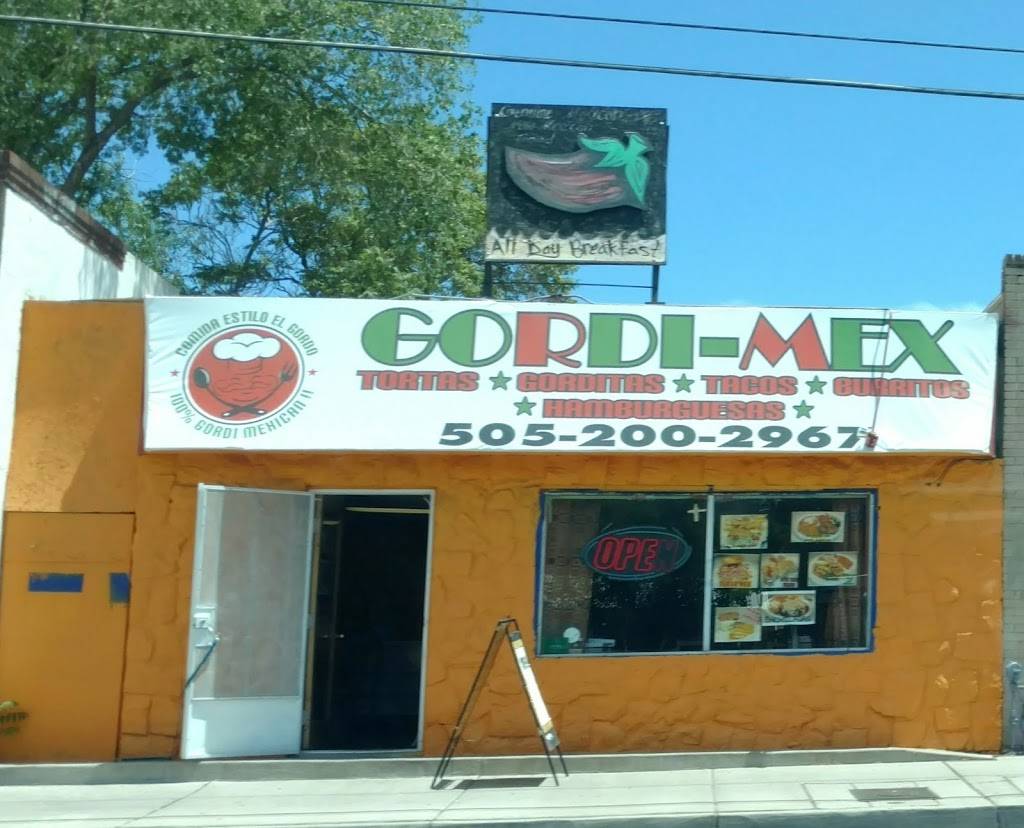 All Day Breakfast
COMIDA ESTILO EL GORDO
100% GORDI MEXICAN !!
GORDI-MEX
TORTAS ★ GORDITAS ★ TACOS ★ BURRITOS
★ HAMBURGUESAS ★
505-200-2967
OPEN